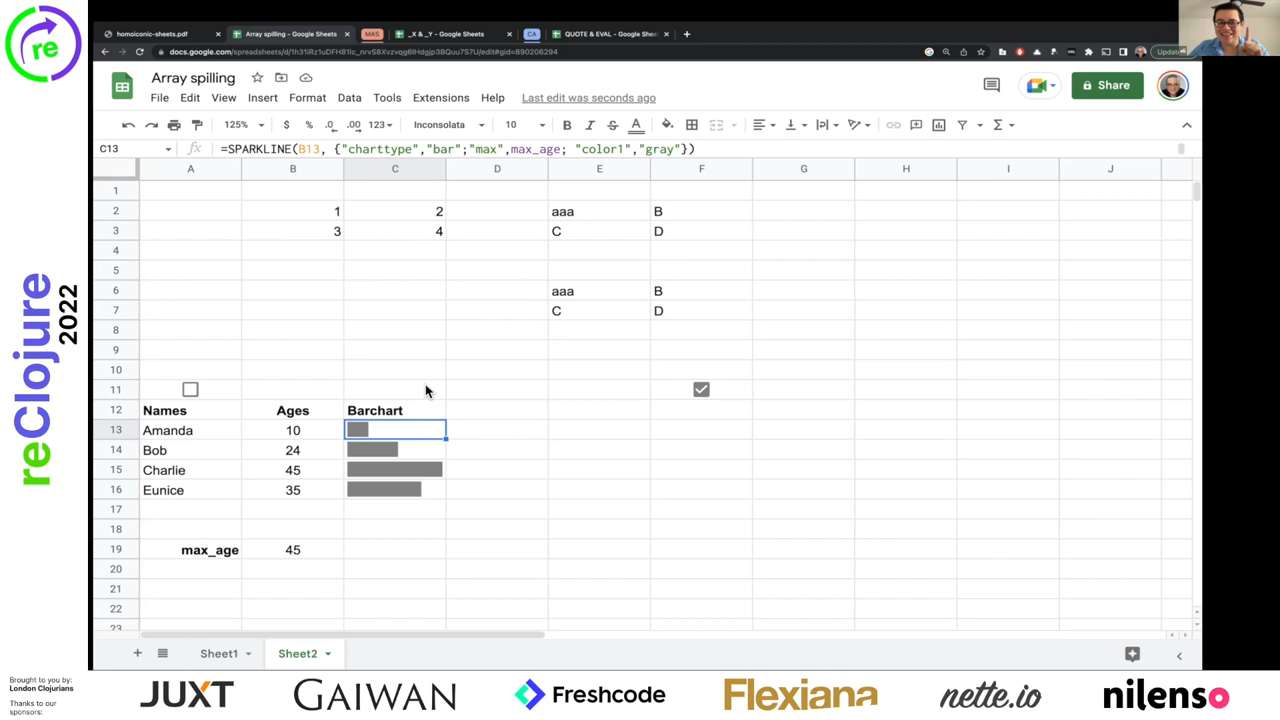 re
reClojure
2022
Brought to you by:
London Clojurians
Thanks to our
sponsors:
homoiconic-sheets.pdf
Array spilling - Google Sheets
MAS
_X & _Y - Google Sheets
CA
QUOTE & EVAL - Google Shee
Array spilling
File Edit View Insert Format Data Tools Extensions Help
Last edit was seconds ago
Share
125% $ % .0 .00 123 Inconsolata 10 B I S A
C13 fx =SPARKLINE(B13, {"charttype","bar";"max",max_age; "color1","gray"})
A B C D E F G H I J
1
2 1 2 aaa B
3 3 4 C D
4
5
6 aaa B
7 C D
8
9
10
11
12 Names Ages Barchart
13 Amanda 10
14 Bob 24
15 Charlie 45
16 Eunice 35
17
18
19 max_age 45
20
21
22
23
Sheet1 Sheet2
JUXT GAIWAN Freshcode Flexiana nette.io nilenso